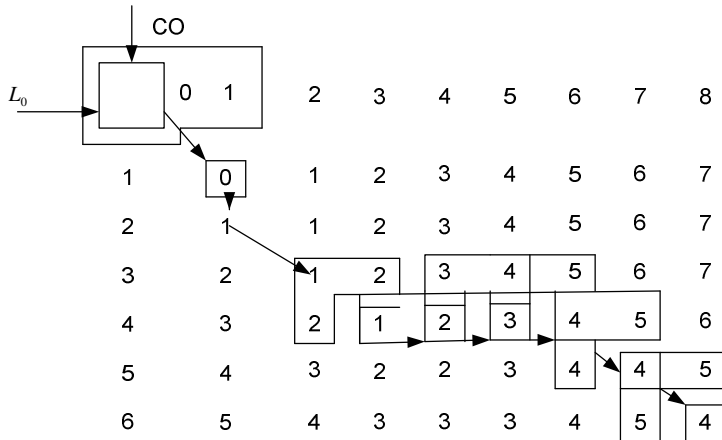 CO
L₀ 0 1 2 3 4 5 6 7 8
1 0 1 2 3 4 5 6 7
2 1 1 2 3 4 5 6 7
3 2 1 2 3 4 5 6 7
4 3 2 1 2 3 4 5 6
5 4 3 2 2 3 4 4 5
6 5 4 3 3 3 4 5 4